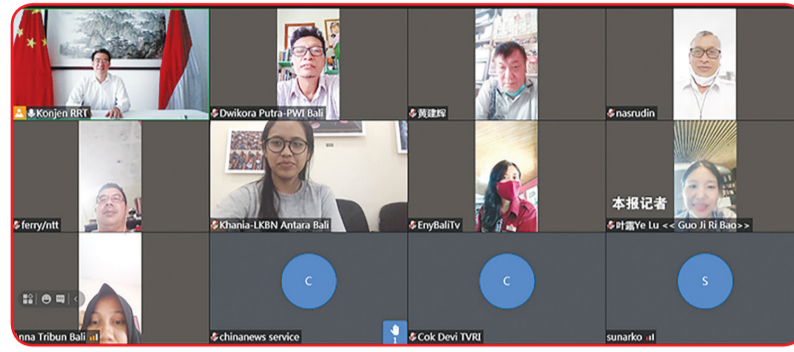 Konjen RRT
Dwikora Putra-PWI Bali
黄建辉
nasrudin
ferry/ntt
Khania-LKBN Antara Bali
EnyBaliTv
本报记者
叶露Ye Lu << Guo Ji Ri Bao>>
nna Tribun Bali
C
chinanews service
1
C
Cok Devi TVRI
S
sunarko